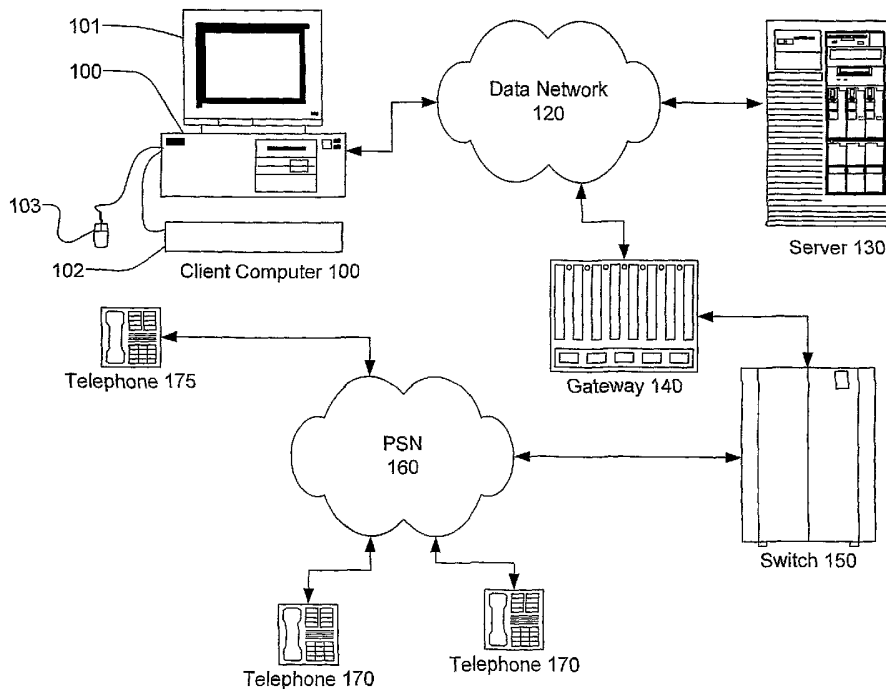 101
100
103
102
Client Computer 100
Data Network
120
Server 130
Gateway 140
Telephone 175
PSN
160
Switch 150
Telephone 170
Telephone 170